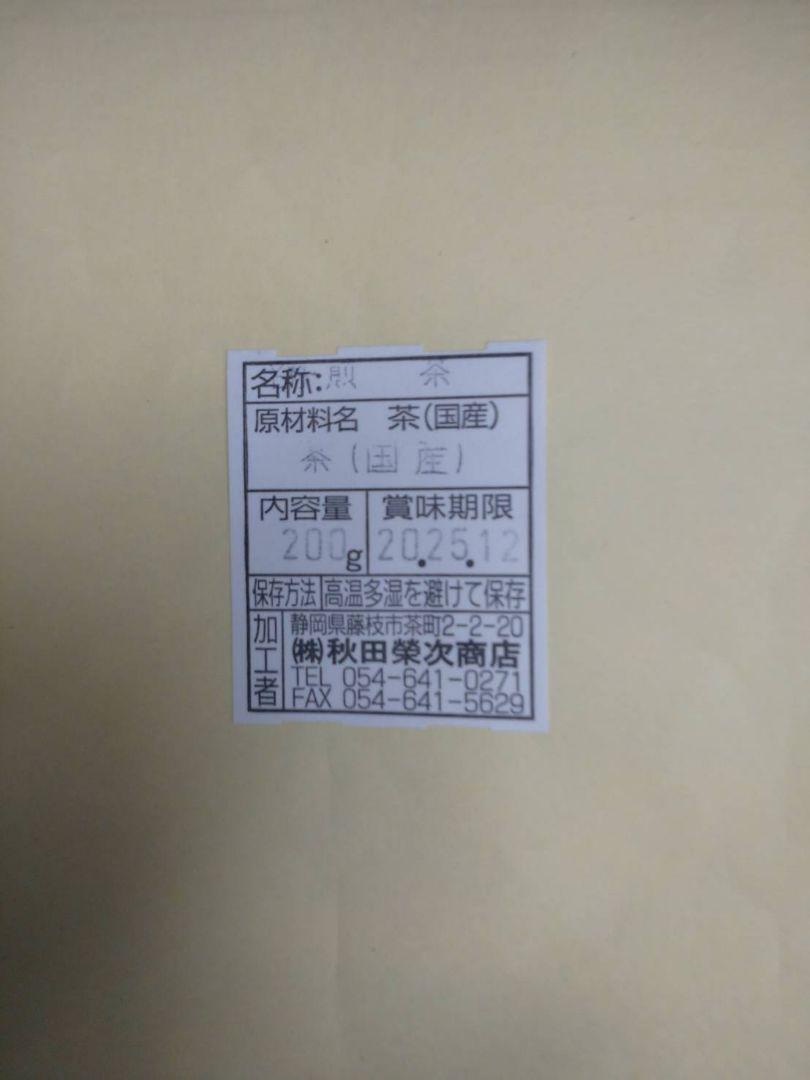 名称: 煎 茶
原材料名 茶(国産)
茶(国産)
内容量 賞味期限
200g 20.25.12
保存方法 高温多湿を避けて保存
加工者
静岡県藤枝市茶町2-2-20
㈱秋田榮次商店
TEL 054-641-0271
FAX 054-641-5629